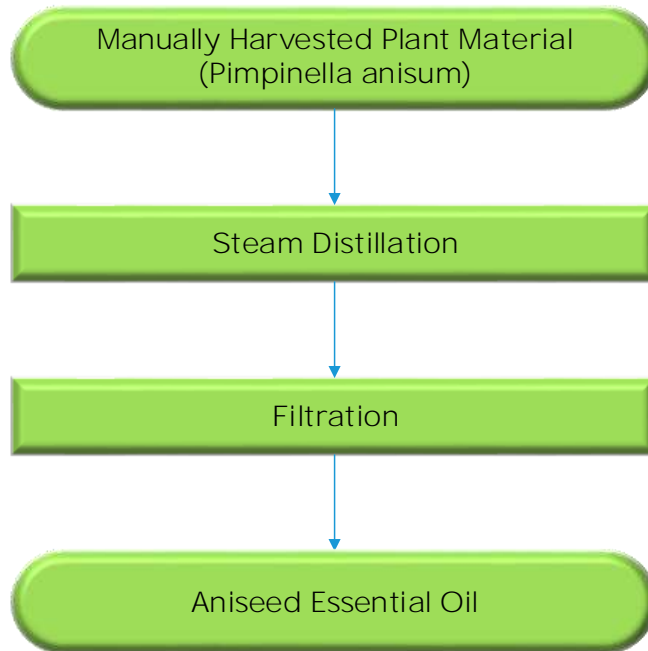 Manually Harvested Plant Material
(Pimpinella anisum)
Steam Distillation
Filtration
Aniseed Essential Oil